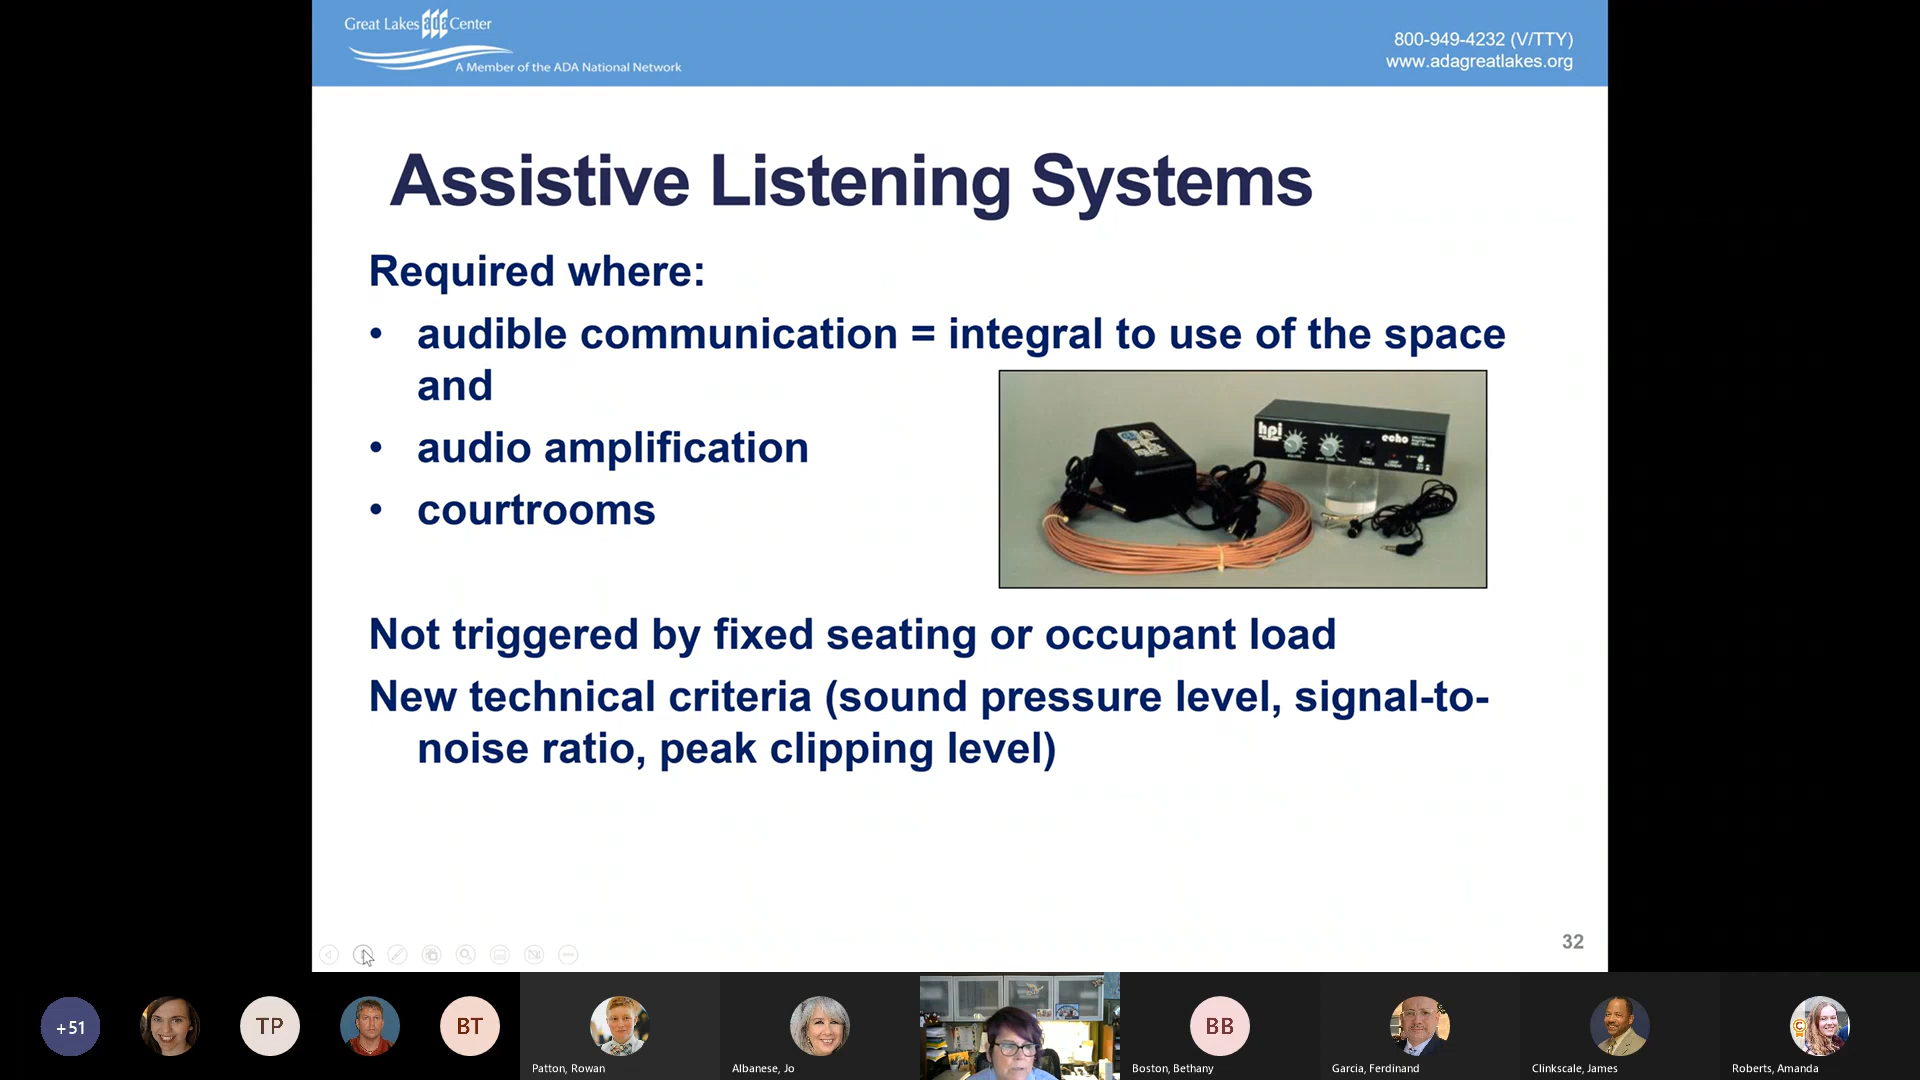 Great Lakes ada Center
A Member of the ADA National Network
800-949-4232 (V/TTY)
www.adagreatlakes.org
Assistive Listening Systems
Required where:
• audible communication = integral to use of the space
and
• audio amplification
• courtrooms
hpi
echo
Not triggered by fixed seating or occupant load
New technical criteria (sound pressure level, signal-to-
noise ratio, peak clipping level)
32
+51
TP
BT
BB
Patton, Rowan
Albanese, Jo
Boston, Bethany
Garcia, Ferdinand
Clinkscale, James
Roberts, Amanda